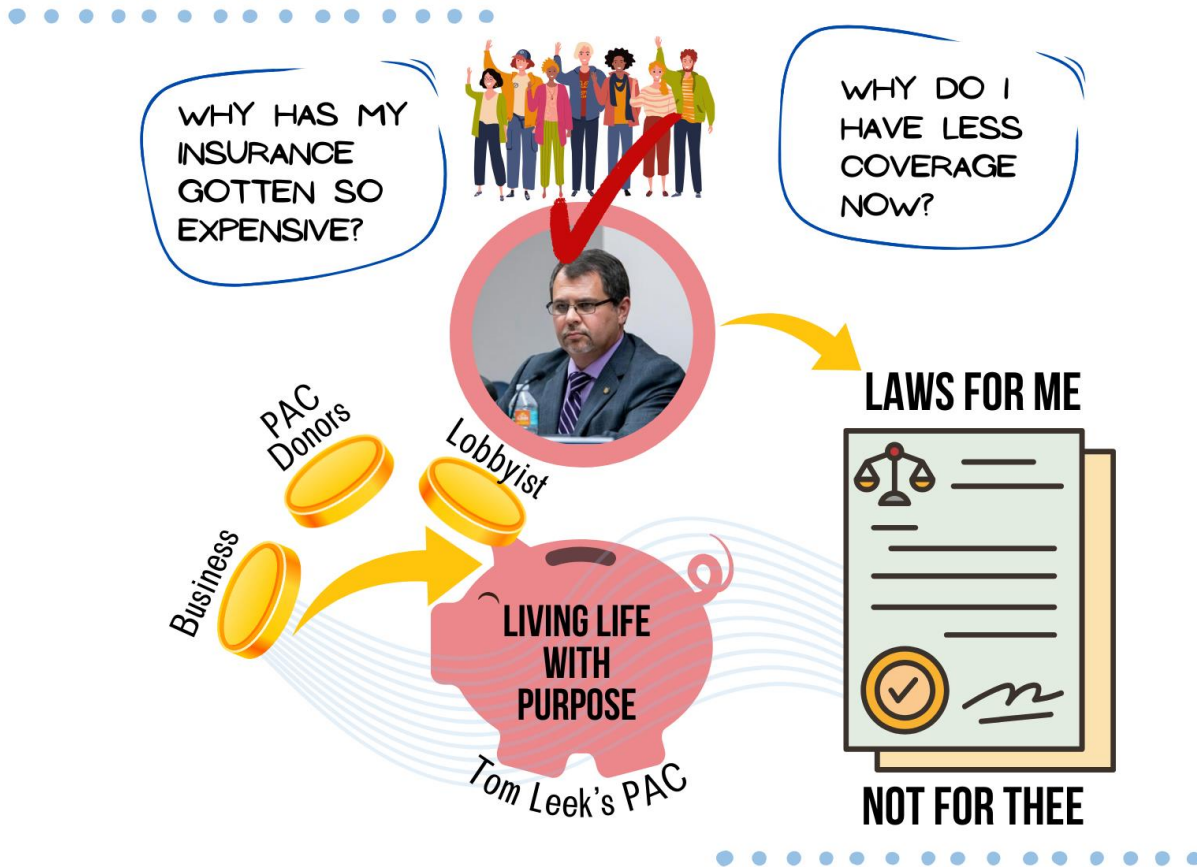 WHY HAS MY
INSURANCE
GOTTEN SO
EXPENSIVE?
WHY DO I
HAVE LESS
COVERAGE
NOW?
LAWS FOR ME
PAC
Donors
Lobbyist
Business
LIVING LIFE
WITH
PURPOSE
Tom Leek's PAC
NOT FOR THEE